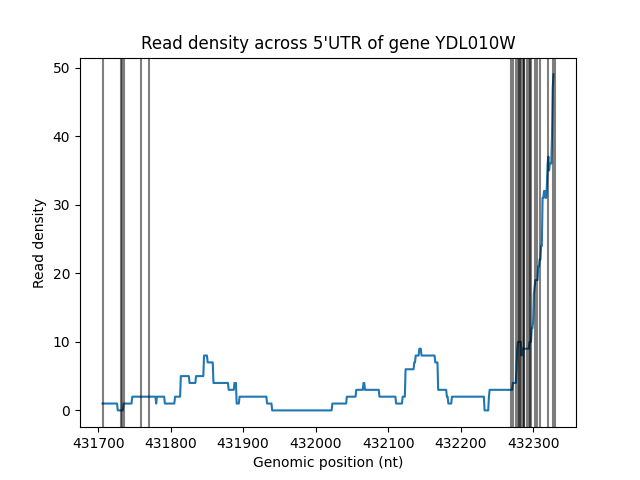 Read density across 5'UTR of gene YDL010W
50
40
30
20
10
0
Read density
431700 431800 431900 432000 432100 432200 432300
Genomic position (nt)